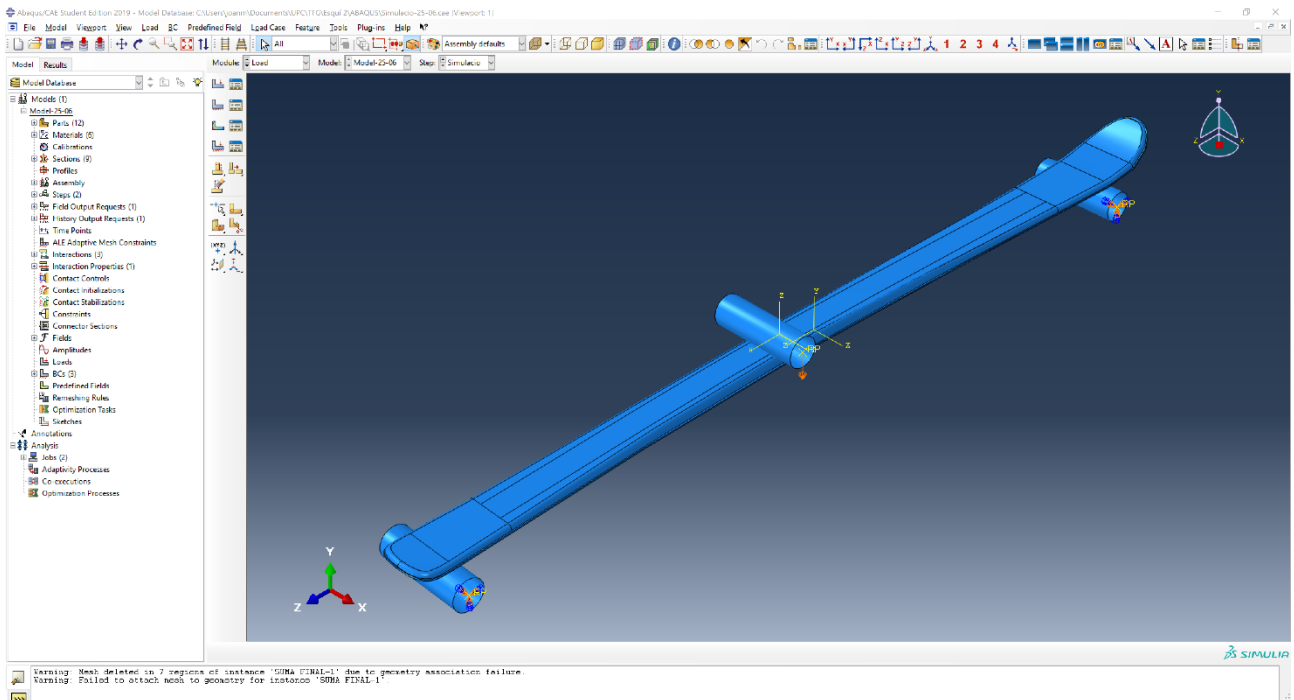 Abaqus/CAE Student Edition 2019 - Model Database: C:\Users\joanm\Documents\UPC\TFG\Esquí 2\ABAQUS\Simulacio-25-06.cae [Viewport: 1]
File Model Viewport View Load BC Predefined Field Load Case Feature Tools Plug-ins Help
All Assembly defaults 1 2 3 4
Model Results Module: Load Model: Model-25-06 Step: Simulacio
Model Database
Models (1)
Model-25-06
Parts (12)
Materials (6)
Calibrations
Sections (9)
Profiles
Assembly
Steps (2)
Field Output Requests (1)
History Output Requests (1)
Time Points
ALE Adaptive Mesh Constraints
Interactions (3)
Interaction Properties (1)
Contact Controls
Contact Initializations
Contact Stabilizations
Constraints
Connector Sections
Fields
Amplitudes
Loads
BCs (3)
Predefined Fields
Remeshing Rules
Optimization Tasks
Sketches
Annotations
Analysis
Jobs (2)
Adaptivity Processes
Co-executions
Optimization Processes
Y
Z X
RP
Z Y
X Z RP X
RP
Y
Z X
SIMULIA
Warning: Mesh deleted in 7 regions of instance 'SUMA FINAL-1' due to geometry association failure.
Warning: Failed to attach mesh to geometry for instance 'SUMA FINAL-1'
>>>